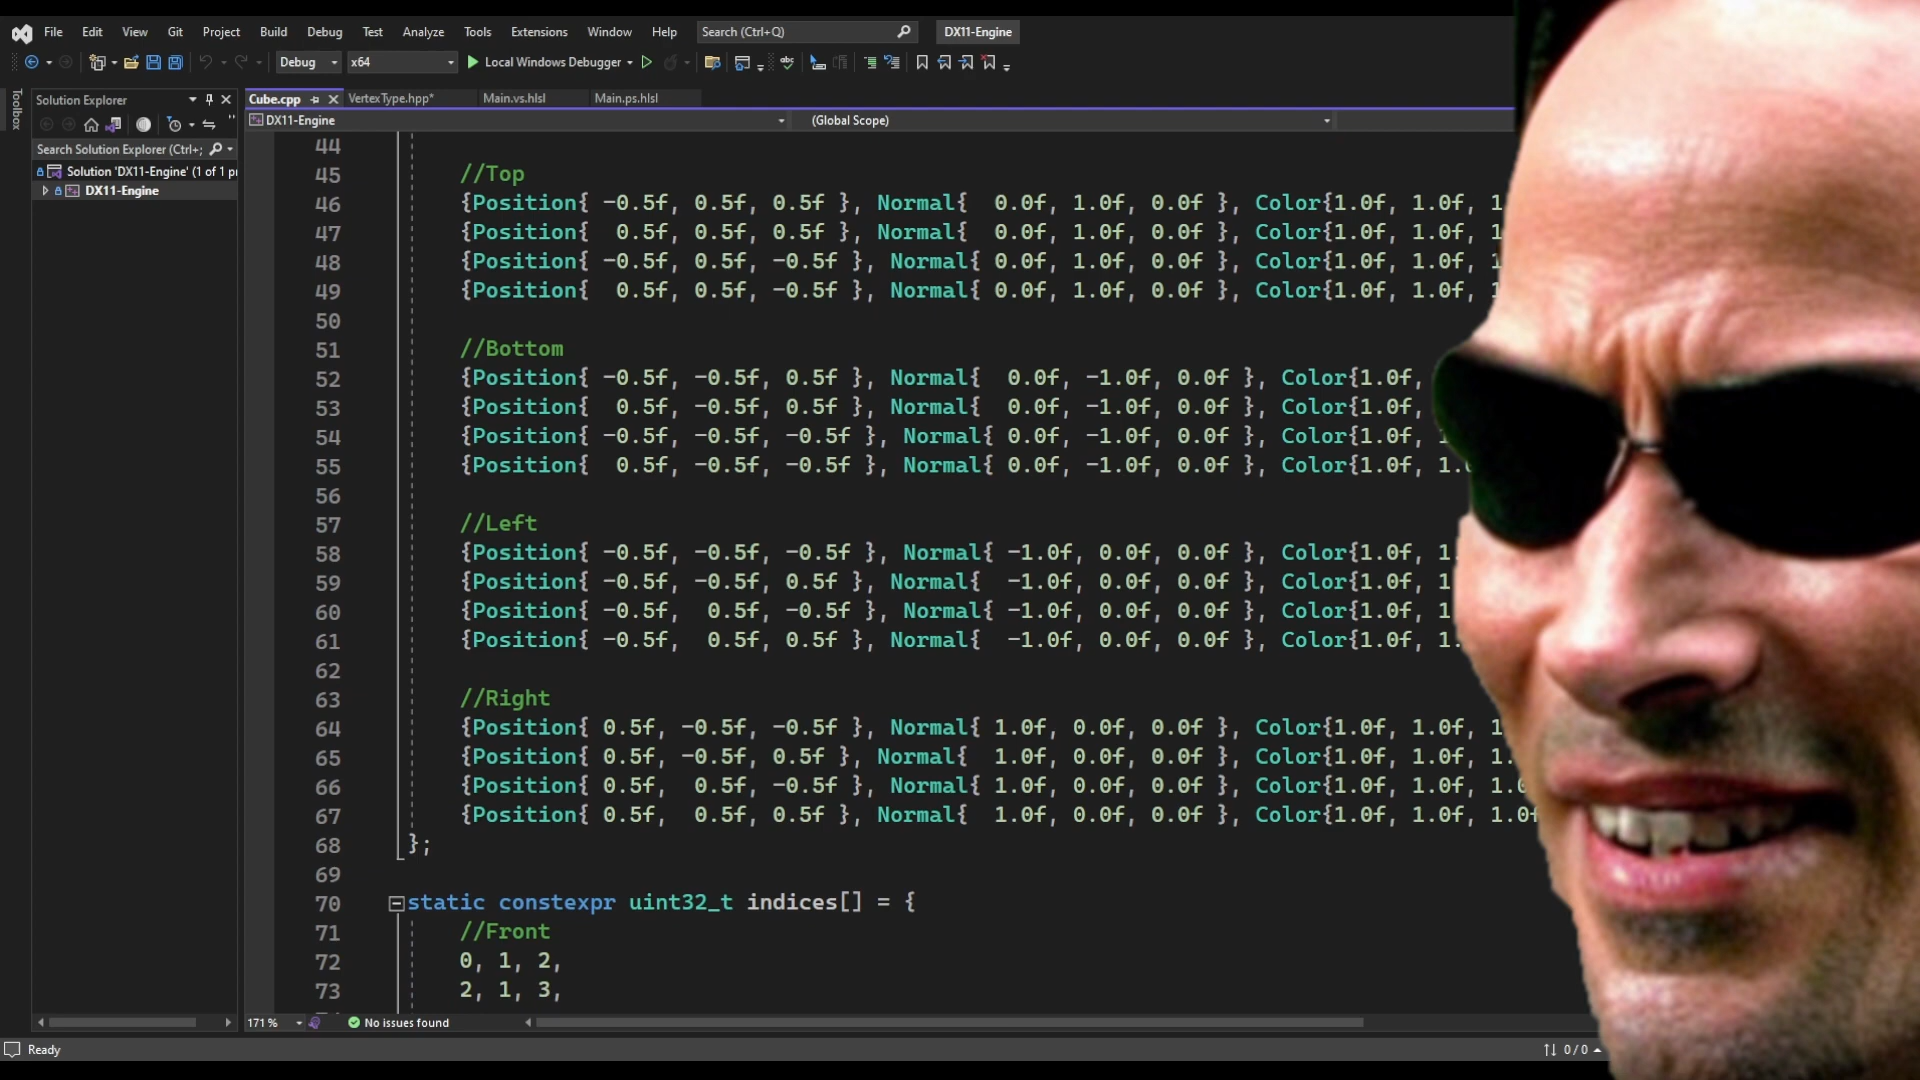 File Edit View Git Project Build Debug Test Analyze Tools Extensions Window Help Search (Ctrl+Q) DX11-Engine
Debug x64 Local Windows Debugger
Toolbox
Solution Explorer
Search Solution Explorer (Ctrl+;
Solution 'DX11-Engine' (1 of 1 p
DX11-Engine
Cube.cpp VertexType.hpp* Main.vs.hlsl Main.ps.hlsl
DX11-Engine (Global Scope)
44
45 //Top
46 {Position{ -0.5f, 0.5f, 0.5f }, Normal{ 0.0f, 1.0f, 0.0f }, Color{1.0f, 1.0f, 1
47 {Position{ 0.5f, 0.5f, 0.5f }, Normal{ 0.0f, 1.0f, 0.0f }, Color{1.0f, 1.0f, 1
48 {Position{ -0.5f, 0.5f, -0.5f }, Normal{ 0.0f, 1.0f, 0.0f }, Color{1.0f, 1.0f, 1
49 {Position{ 0.5f, 0.5f, -0.5f }, Normal{ 0.0f, 1.0f, 0.0f }, Color{1.0f, 1.0f, 1
50
51 //Bottom
52 {Position{ -0.5f, -0.5f, 0.5f }, Normal{ 0.0f, -1.0f, 0.0f }, Color{1.0f,
53 {Position{ 0.5f, -0.5f, 0.5f }, Normal{ 0.0f, -1.0f, 0.0f }, Color{1.0f,
54 {Position{ -0.5f, -0.5f, -0.5f }, Normal{ 0.0f, -1.0f, 0.0f }, Color{1.0f, 1
55 {Position{ 0.5f, -0.5f, -0.5f }, Normal{ 0.0f, -1.0f, 0.0f }, Color{1.0f, 1.
56
57 //Left
58 {Position{ -0.5f, -0.5f, -0.5f }, Normal{ -1.0f, 0.0f, 0.0f }, Color{1.0f, 1.
59 {Position{ -0.5f, -0.5f, 0.5f }, Normal{ -1.0f, 0.0f, 0.0f }, Color{1.0f, 1
60 {Position{ -0.5f, 0.5f, -0.5f }, Normal{ -1.0f, 0.0f, 0.0f }, Color{1.0f, 1
61 {Position{ -0.5f, 0.5f, 0.5f }, Normal{ -1.0f, 0.0f, 0.0f }, Color{1.0f, 1.
62
63 //Right
64 {Position{ 0.5f, -0.5f, -0.5f }, Normal{ 1.0f, 0.0f, 0.0f }, Color{1.0f, 1.0f, 1
65 {Position{ 0.5f, -0.5f, 0.5f }, Normal{ 1.0f, 0.0f, 0.0f }, Color{1.0f, 1.0f, 1.
66 {Position{ 0.5f, 0.5f, -0.5f }, Normal{ 1.0f, 0.0f, 0.0f }, Color{1.0f, 1.0f, 1.0
67 {Position{ 0.5f, 0.5f, 0.5f }, Normal{ 1.0f, 0.0f, 0.0f }, Color{1.0f, 1.0f, 1.0f
68 };
69
70 static constexpr uint32_t indices[] = {
71 //Front
72 0, 1, 2,
73 2, 1, 3,
171 % No issues found
Ready 0 / 0